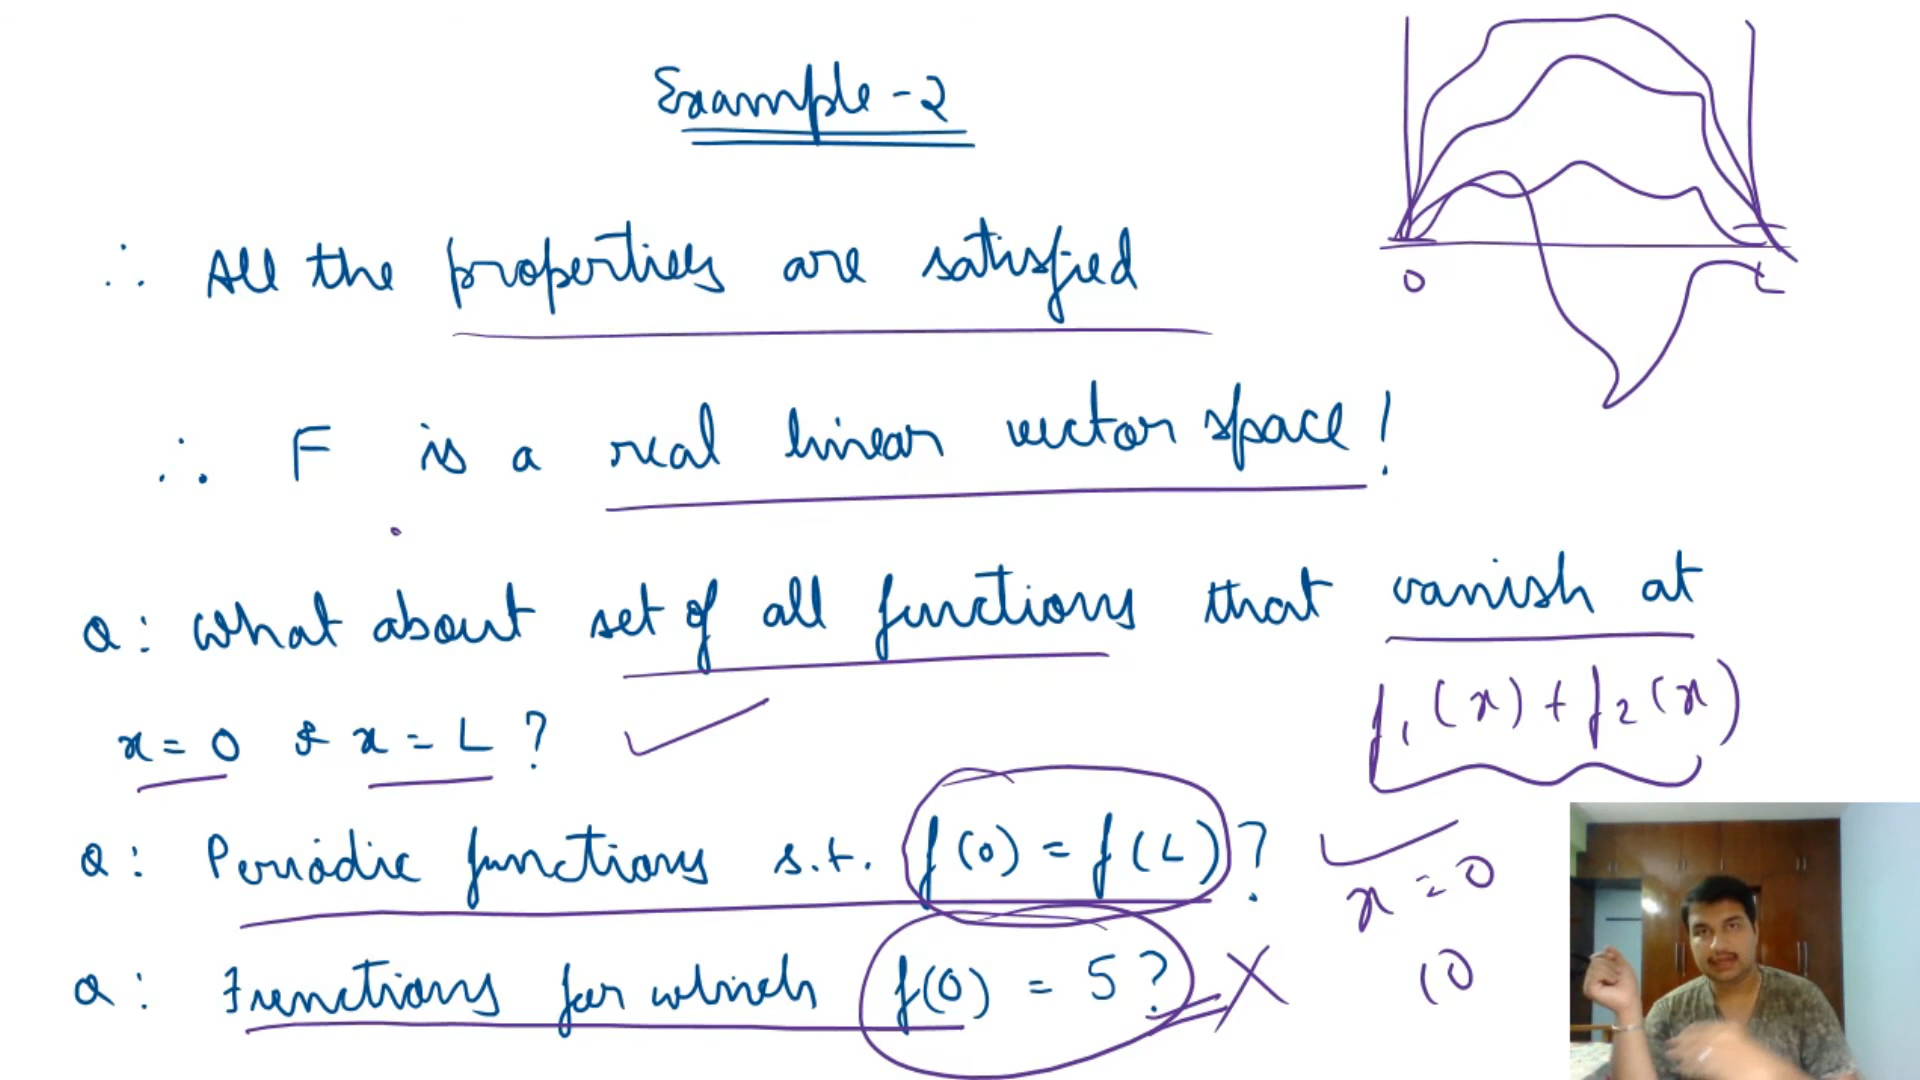 Example-2
0 L
∴ All the properties are satisfied
∴ F is a real linear vector space!
Q: What about set of all functions that vanish at
x=0 & x=L?
f₁(x)+f₂(x)
Q: Periodic functions s.t. f(0) = f(L)?
x=0
Q: Functions for which f(0) = 5?
10